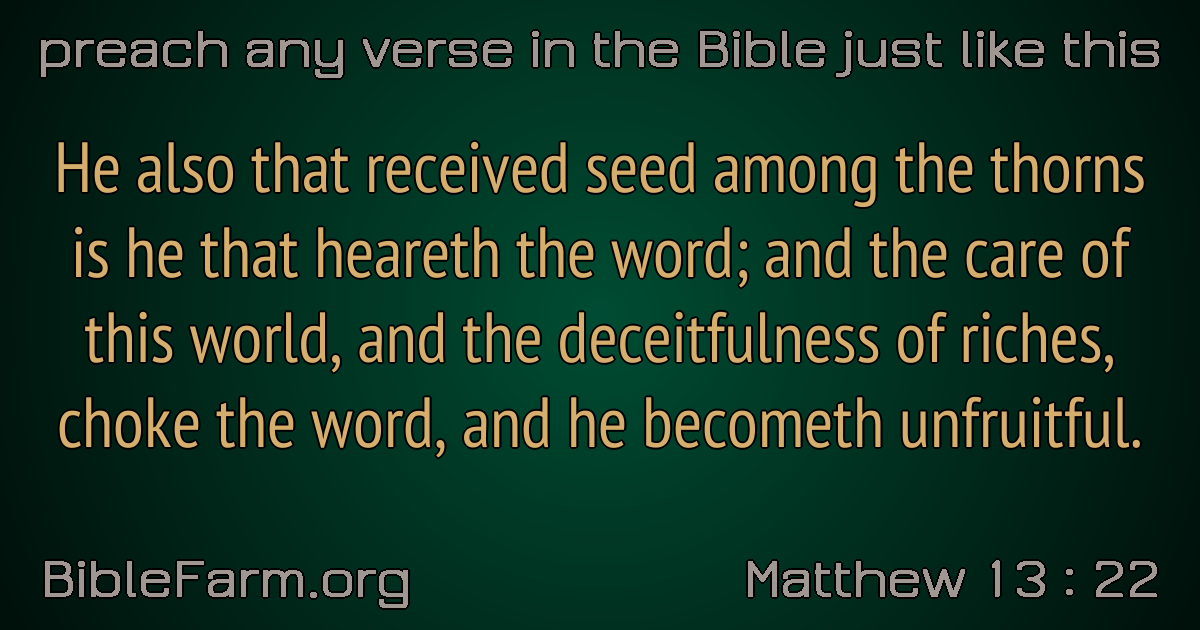 preach any verse in the Bible just like this
He also that received seed among the thorns
is he that heareth the word; and the care of
this world, and the deceitfulness of riches,
choke the word, and he becometh unfruitful.
BibleFarm.org
Matthew 13 : 22